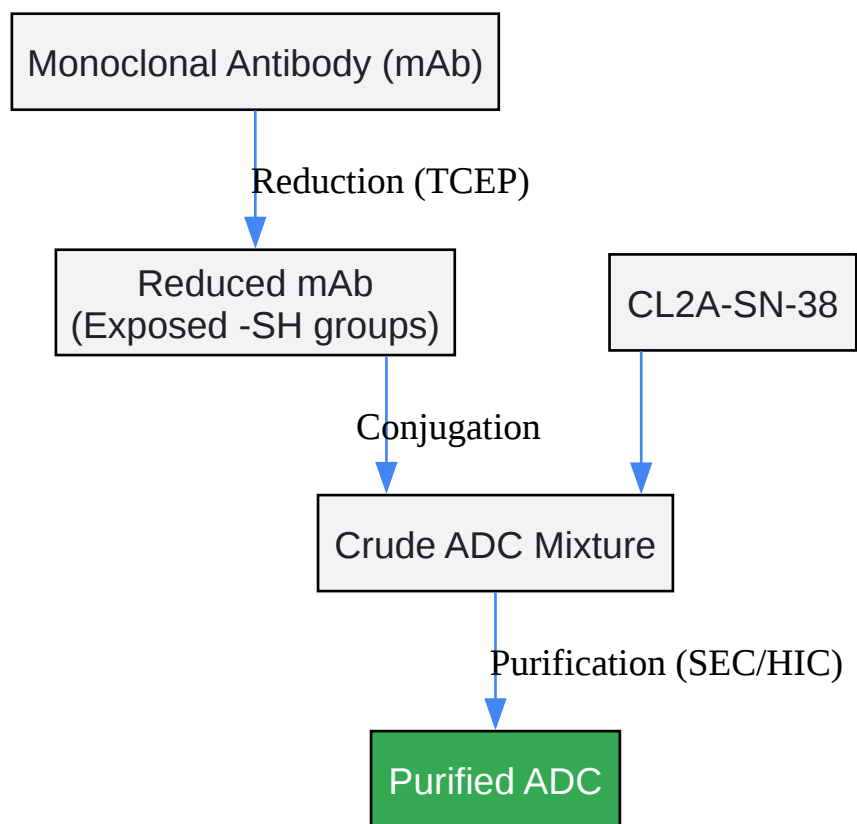 Monoclonal Antibody (mAb)
Reduction (TCEP)
Reduced mAb
(Exposed -SH groups)
CL2A-SN-38
Conjugation
Crude ADC Mixture
Purification (SEC/HIC)
Purified ADC